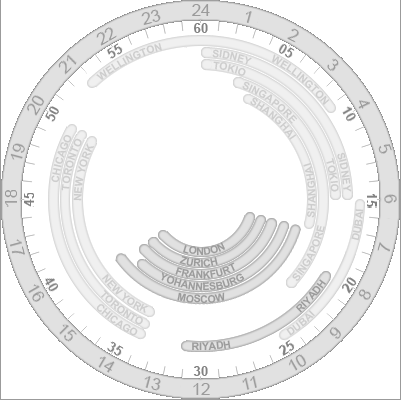 24
1
2
3
4
5
6
7
8
9
10
11
12
13
14
15
16
17
18
19
20
21
22
23
60
05
10
15
20
25
30
35
40
45
50
55
WELLINGTON
WELLINGTON
SIDNEY
SIDNEY
TOKIO
TOKIO
SINGAPORE
SINGAPORE
SHANGHAI
SHANGHAI
DUBAI
DUBAI
RIYADH
RIYADH
CHICAGO
CHICAGO
TORONTO
TORONTO
NEW YORK
NEW YORK
LONDON
ZURICH
FRANKFURT
YOHANNESBURG
MOSCOW